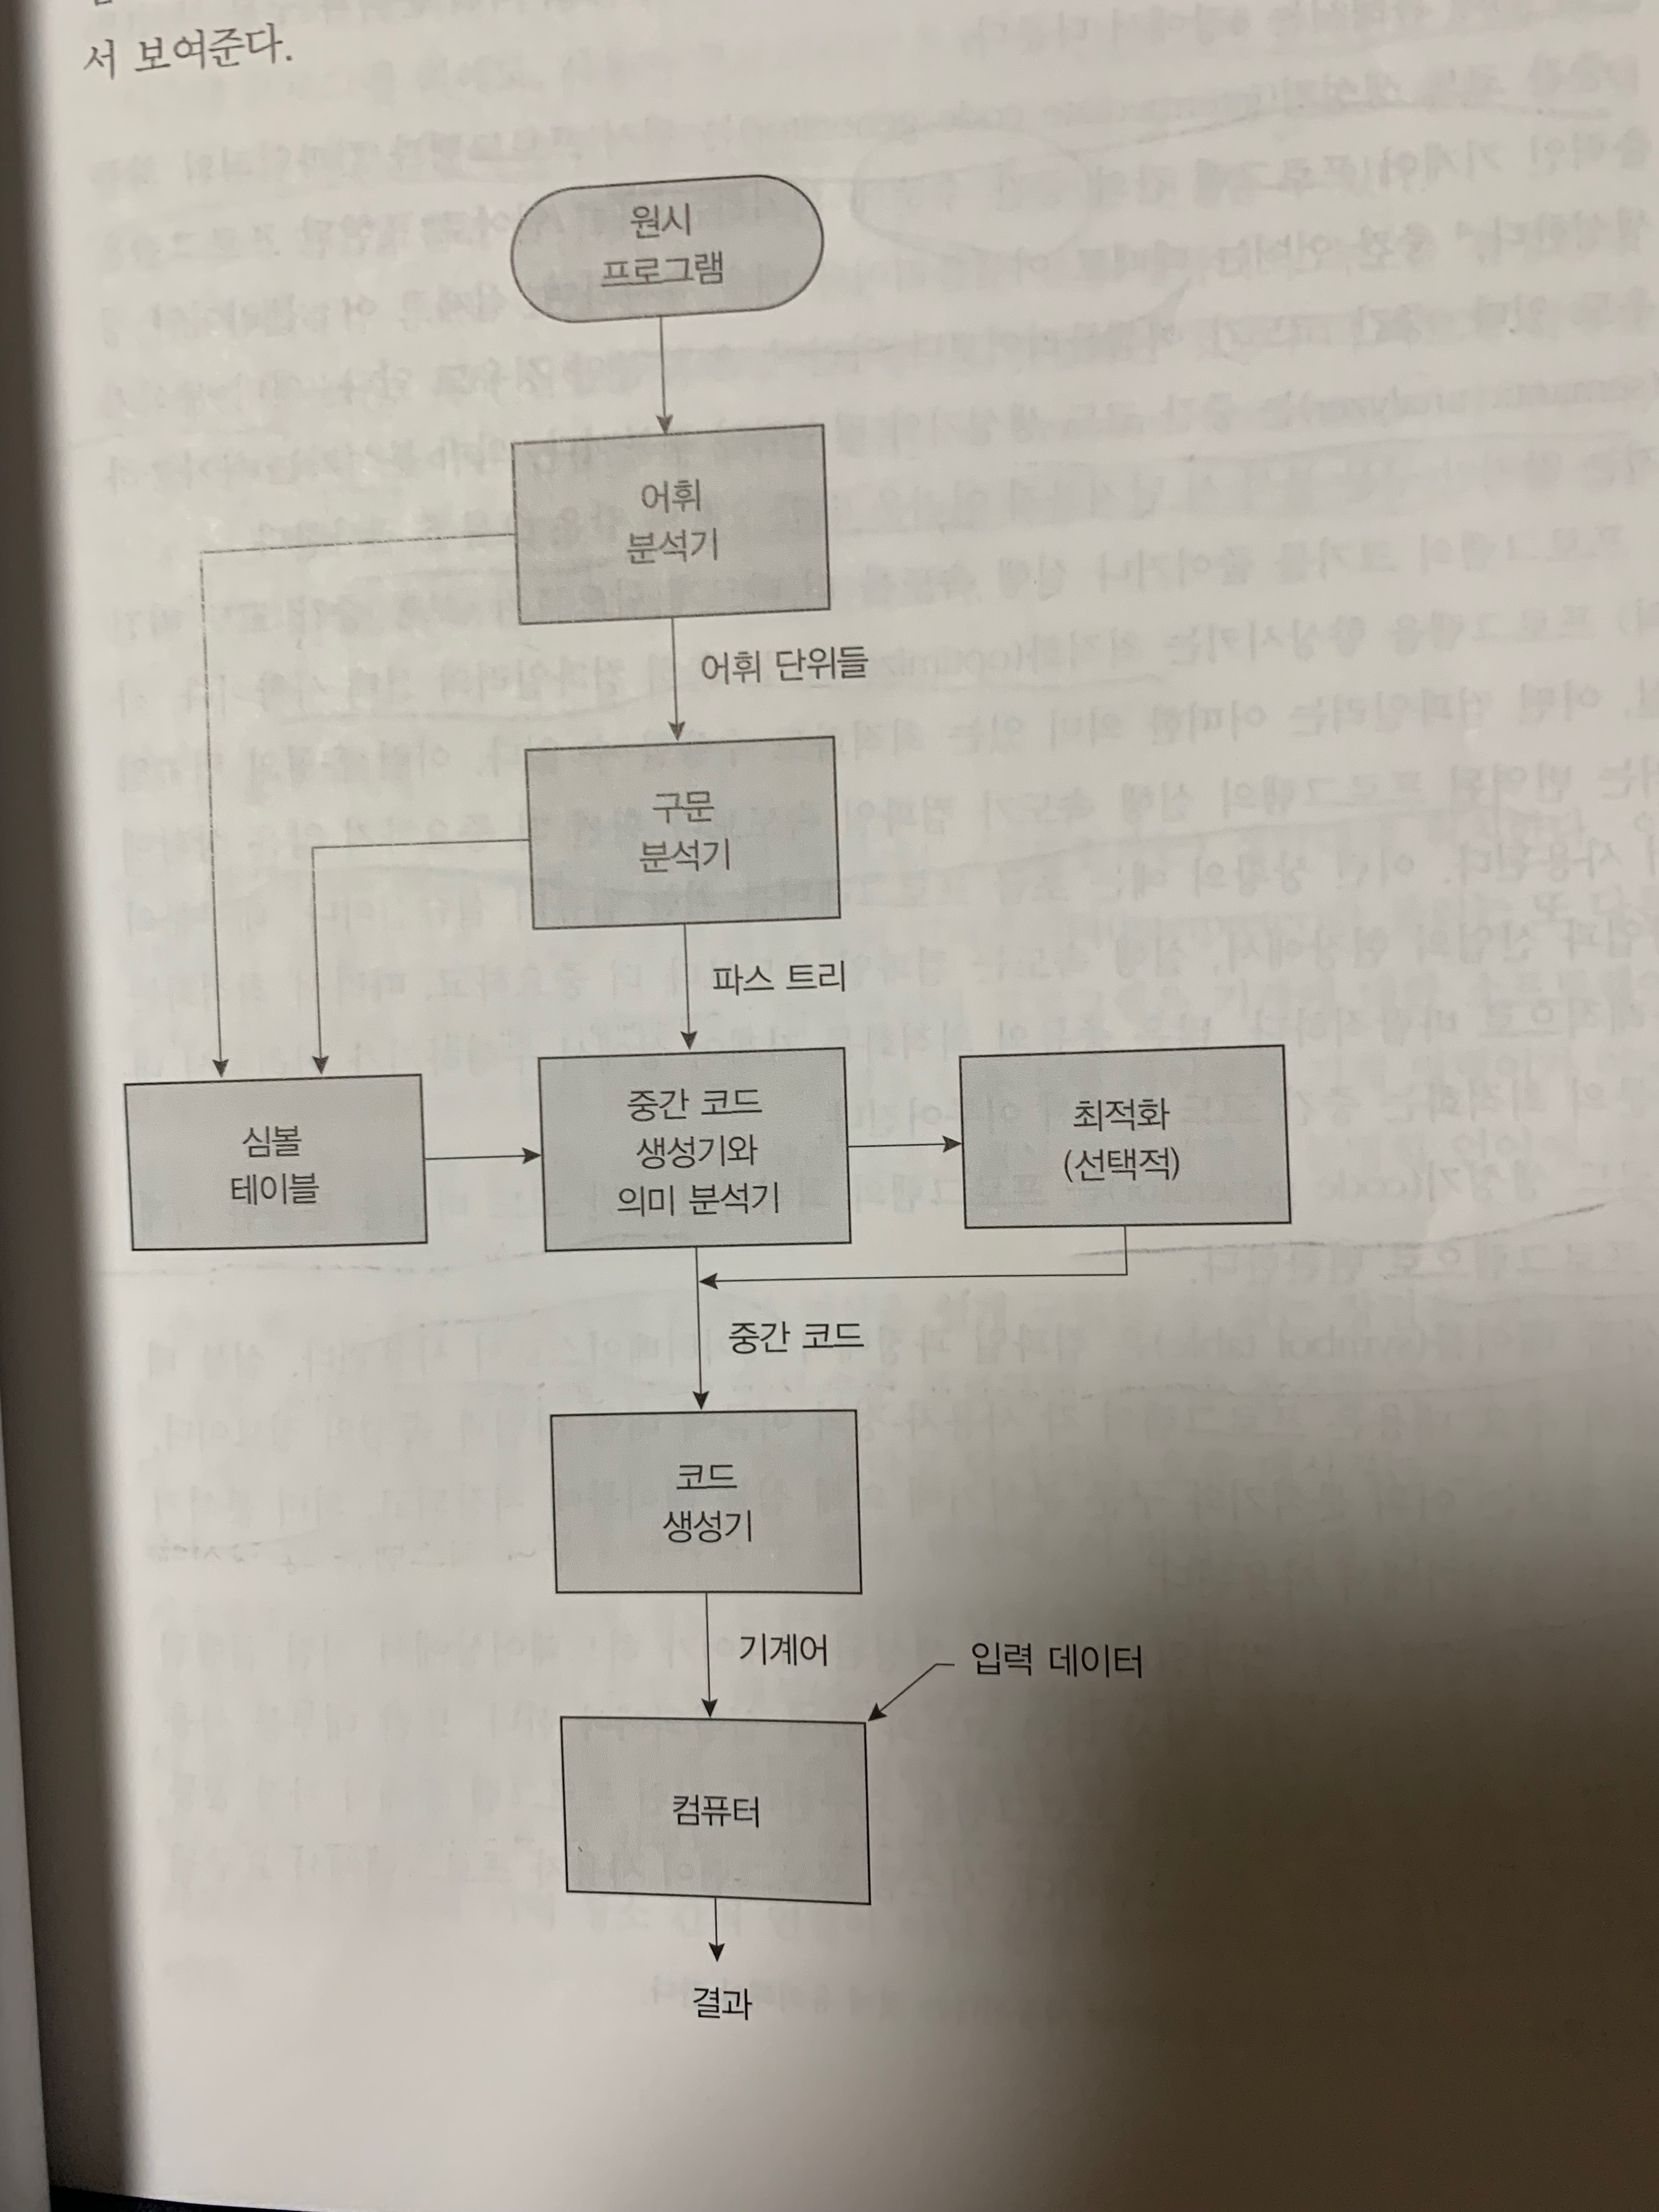 서 보여준다.
원시
프로그램
어휘
분석기
어휘 단위들
구문
분석기
파스 트리
심볼
테이블
중간 코드
생성기와
의미 분석기
최적화
(선택적)
중간 코드
코드
생성기
기계어
입력 데이터
컴퓨터
결과